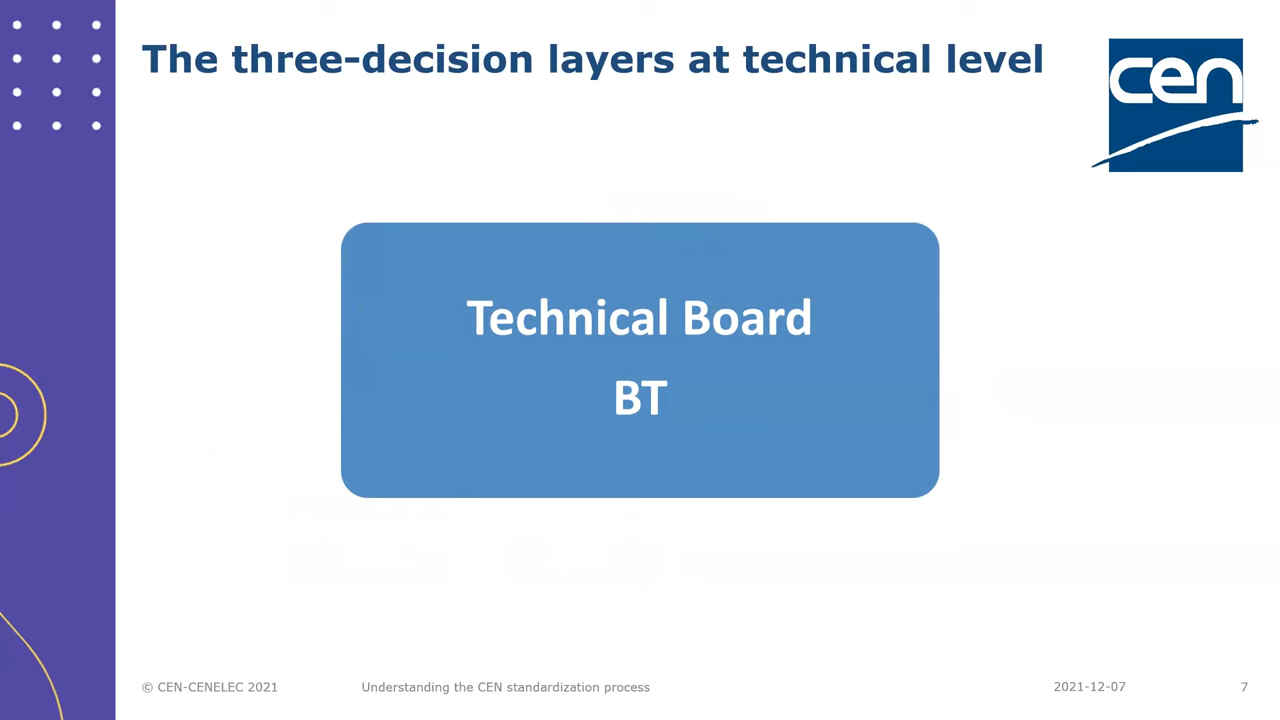 The three-decision layers at technical level
cen
Technical Board
BT
© CEN-CENELEC 2021
Understanding the CEN standardization process
2021-12-07
7